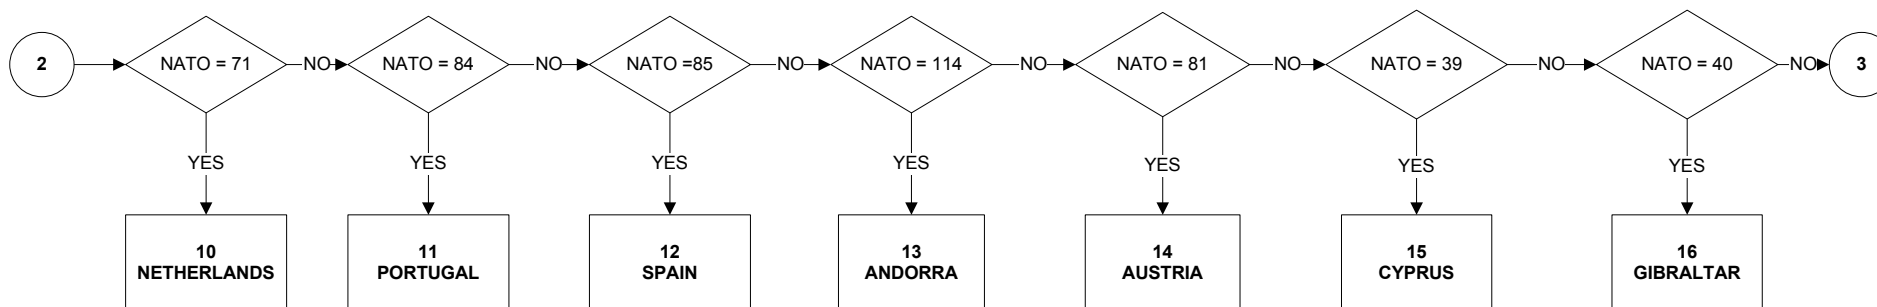 2
NATO = 71
NO
NATO = 84
NO
NATO =85
NO
NATO = 114
NO
NATO = 81
NO
NATO = 39
NO
NATO = 40
NO
3
YES
YES
YES
YES
YES
YES
YES
10
NETHERLANDS
11
PORTUGAL
12
SPAIN
13
ANDORRA
14
AUSTRIA
15
CYPRUS
16
GIBRALTAR